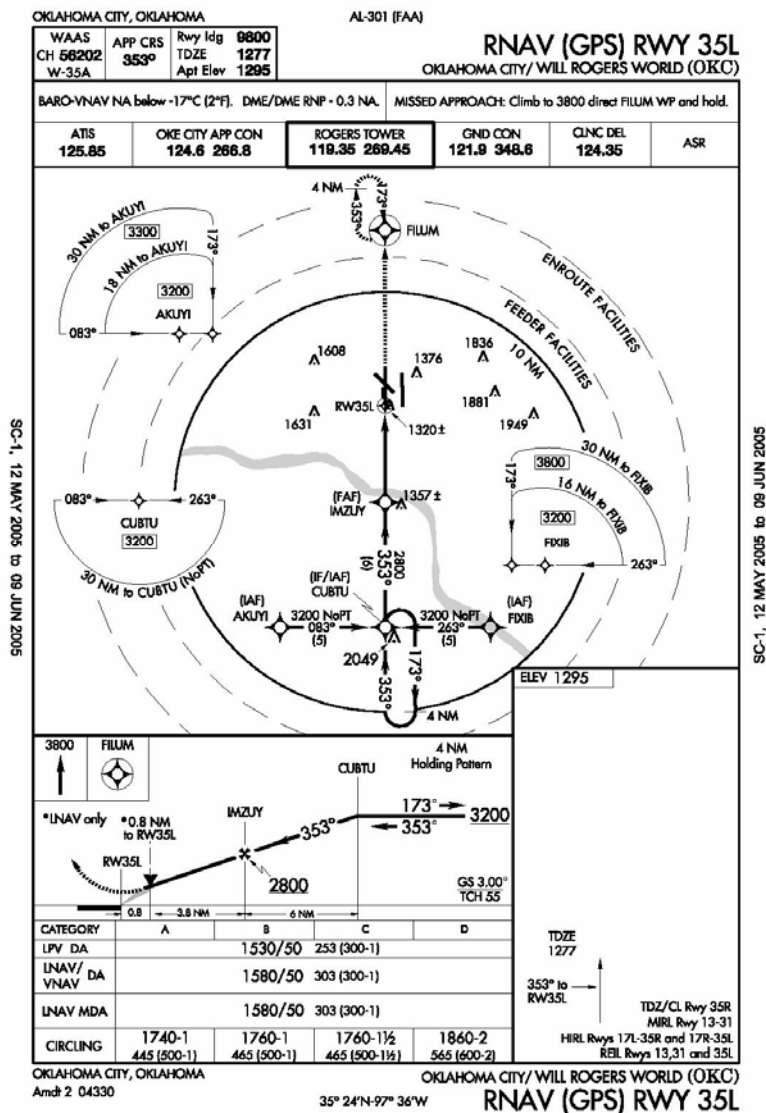 OKLAHOMA CITY, OKLAHOMA
AL-301 (FAA)
WAAS
CH 56202
W-35A
APP CRS
353°
Rwy ldg 9800
TDZE 1277
Apt Elev 1295
RNAV (GPS) RWY 35L
OKLAHOMA CITY/ WILL ROGERS WORLD (OKC)
BARO-VNAV NA below -17°C (2°F). DME/DME RNP - 0.3 NA.
MISSED APPROACH: Climb to 3800 direct FILUM WP and hold.
ATIS
125.85
OKE CITY APP CON
124.6 266.8
ROGERS TOWER
119.35 269.45
GND CON
121.9 348.6
CLNC DEL
124.35
ASR
4 NM
353°
173°
FILUM
30 NM to AKUYI
3300
18 NM to AKUYI
3200
AKUYI
173°
083°
ENROUTE FACILITIES
FEEDER FACILITIES
10 NM
1608
1376
1836
RW35L
1881
1631
1320±
1949
083°
263°
CUBTU
3200
30 NM to CUBTU (NoPT)
(FAF)
IMZUY
1357±
30 NM to FIXIB
3800
16 NM to FIXIB
3200
FIXIB
173°
263°
2800
353°
(6)
(IF/IAF)
CUBTU
(IAF)
AKUYI
3200 NoPT
083°
(5)
3200 NoPT
263°
(5)
(IAF)
FIXIB
2049
353°
173°
4 NM
SC-1, 12 MAY 2005 to 09 JUN 2005
SC-1, 12 MAY 2005 to 09 JUN 2005
ELEV 1295
3800
FILUM
4 NM
Holding Pattern
CUBTU
IMZUY
*LNAV only
*0.8 NM
to RW35L
RW35L
353°
173°
353°
3200
2800
GS 3.00°
TCH 55
0.8
3.8 NM
6 NM
CATEGORY A B C D
LPV DA 1530/50 253 (300-1)
LNAV/
VNAV DA 1580/50 303 (300-1)
LNAV MDA 1580/50 303 (300-1)
CIRCLING
1740-1
445 (500-1)
1760-1
465 (500-1)
1760-1½
465 (500-1½)
1860-2
565 (600-2)
TDZE
1277
353° to
RW35L
TDZ/CL Rwy 35R
MIRL Rwy 13-31
HIRL Rwys 17L-35R and 17R-35L
REIL Rwys 13,31 and 35L
OKLAHOMA CITY, OKLAHOMA
Amdt 2 04330
35° 24'N-97° 36'W
OKLAHOMA CITY/ WILL ROGERS WORLD (OKC)
RNAV (GPS) RWY 35L